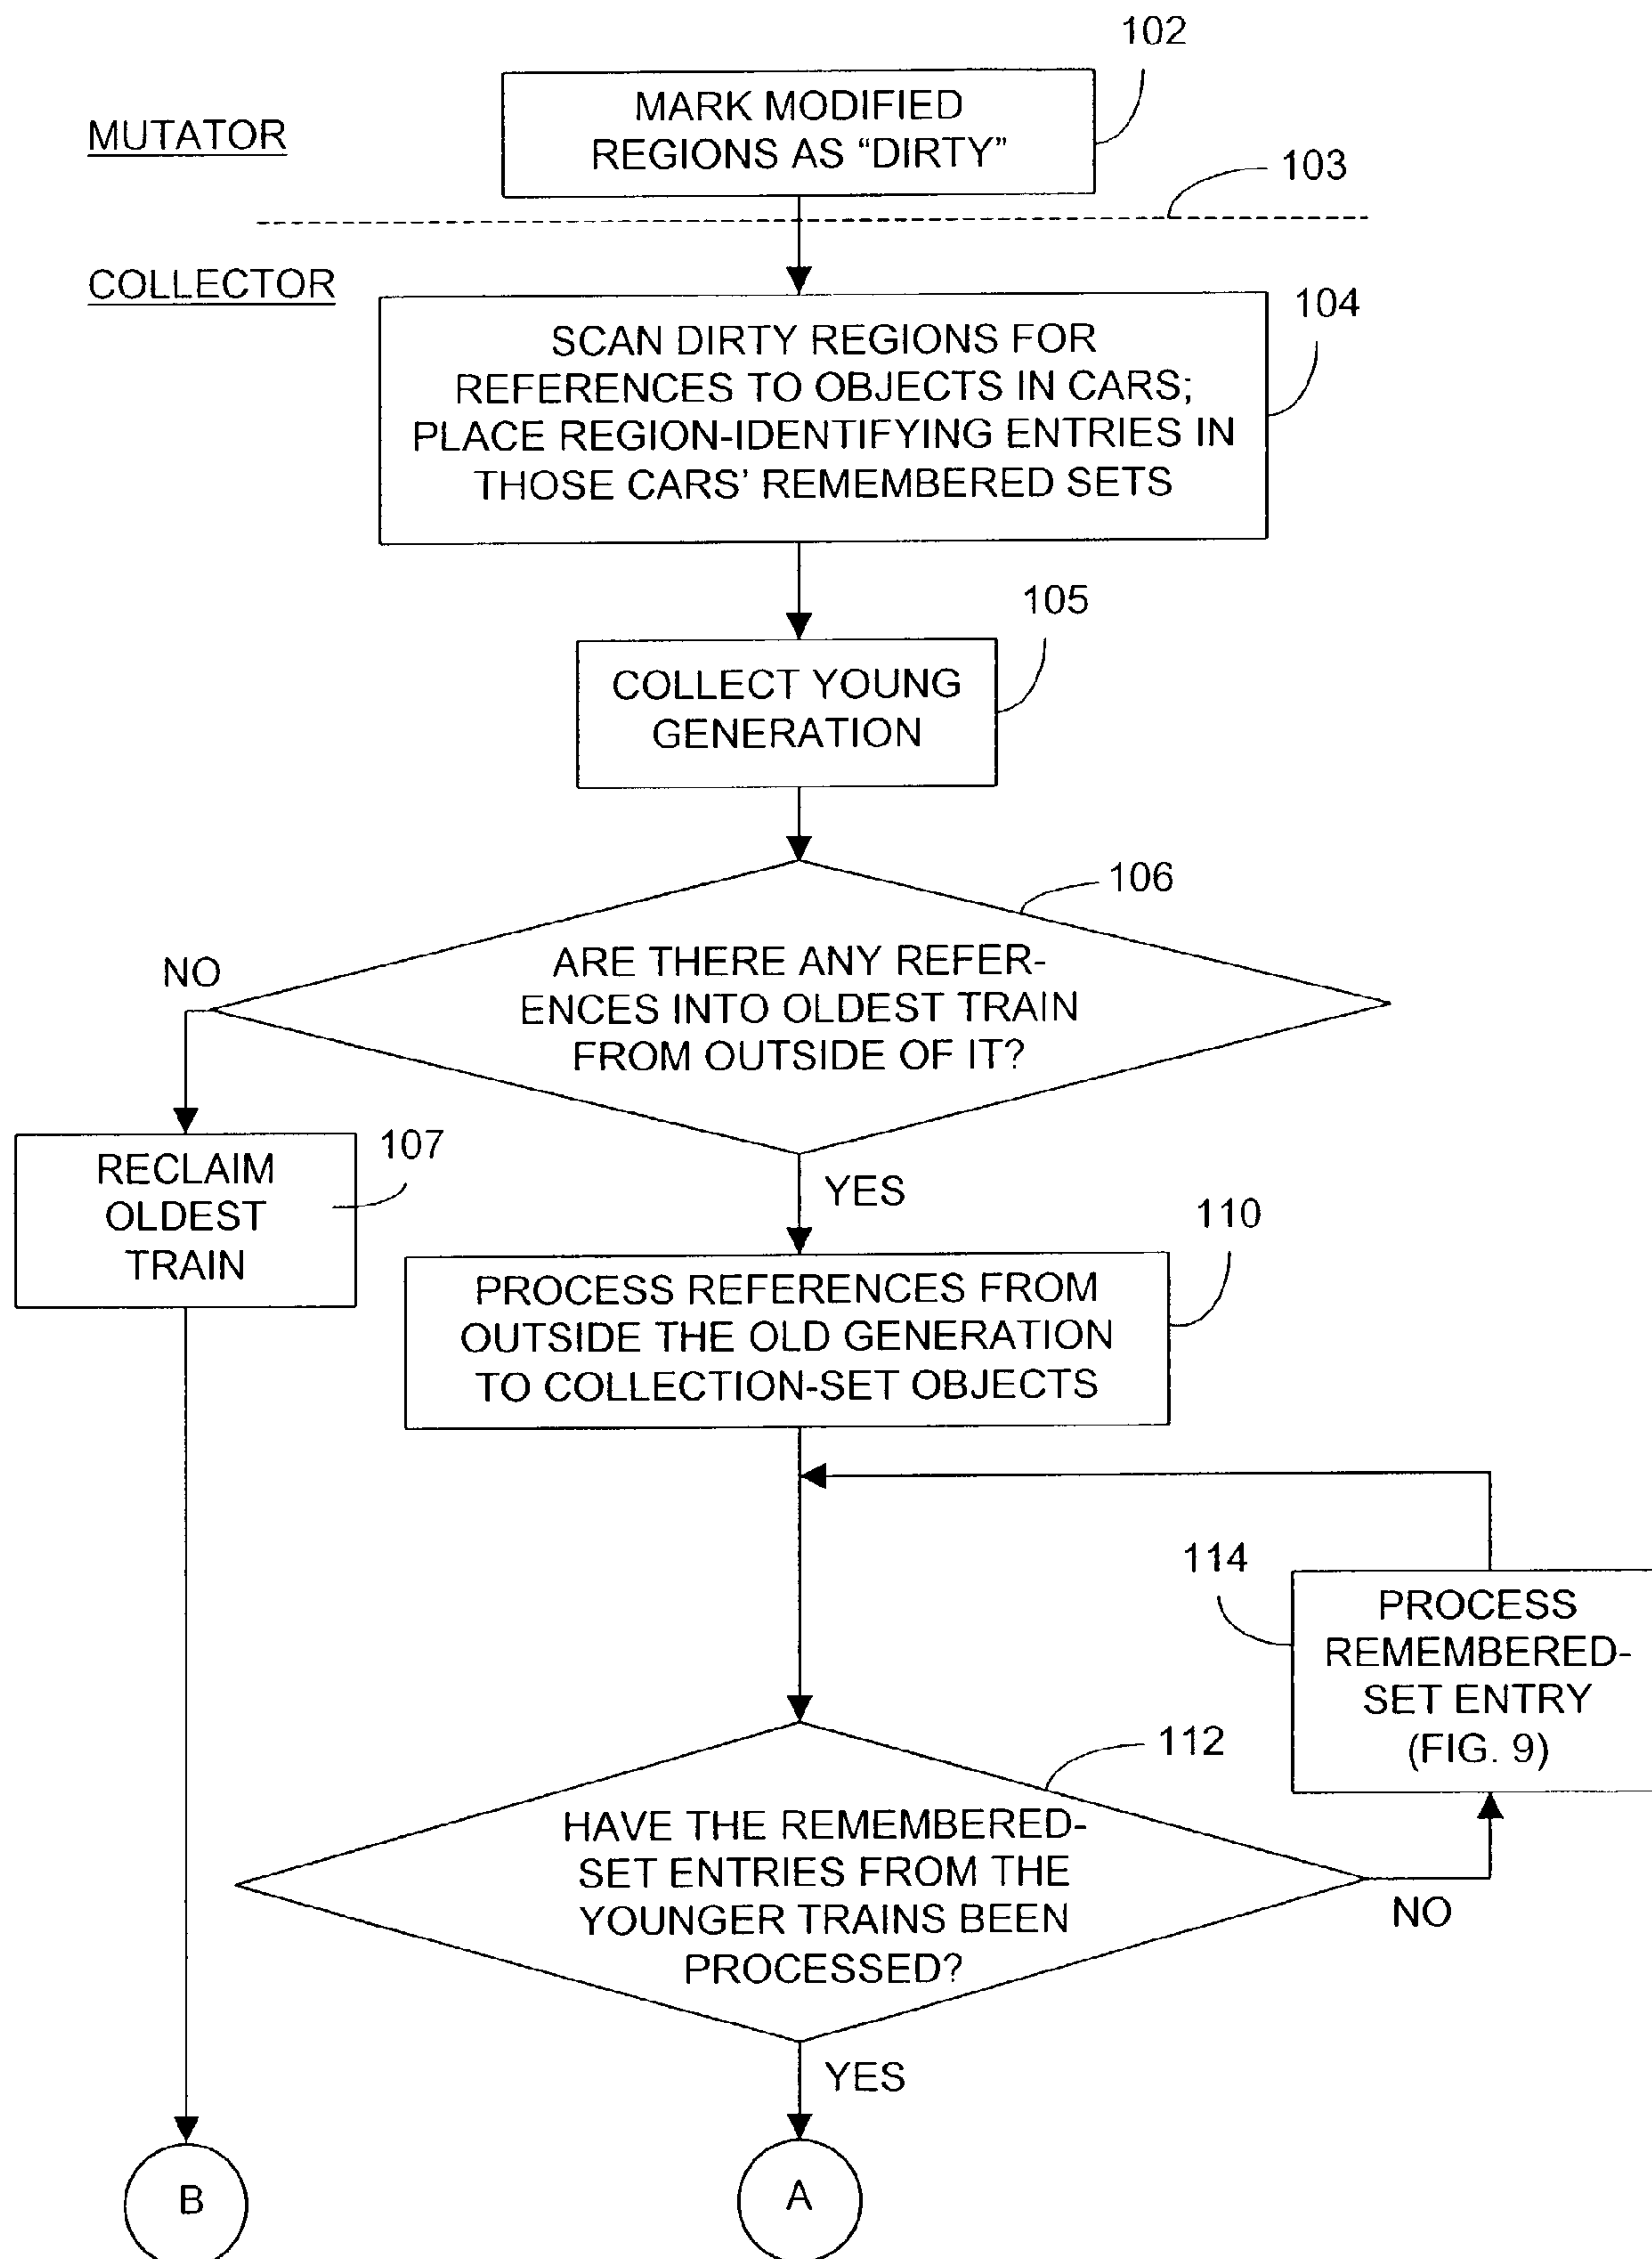 102
MARK MODIFIED
REGIONS AS “DIRTY”
MUTATOR
103
COLLECTOR
104
SCAN DIRTY REGIONS FOR
REFERENCES TO OBJECTS IN CARS;
PLACE REGION-IDENTIFYING ENTRIES IN
THOSE CARS’ REMEMBERED SETS
105
COLLECT YOUNG
GENERATION
106
ARE THERE ANY REFER-
ENCES INTO OLDEST TRAIN
FROM OUTSIDE OF IT?
NO
107
RECLAIM
OLDEST
TRAIN
YES
110
PROCESS REFERENCES FROM
OUTSIDE THE OLD GENERATION
TO COLLECTION-SET OBJECTS
114
PROCESS
REMEMBERED-
SET ENTRY
(FIG. 9)
112
HAVE THE REMEMBERED-
SET ENTRIES FROM THE
YOUNGER TRAINS BEEN
PROCESSED?
NO
YES
B
A